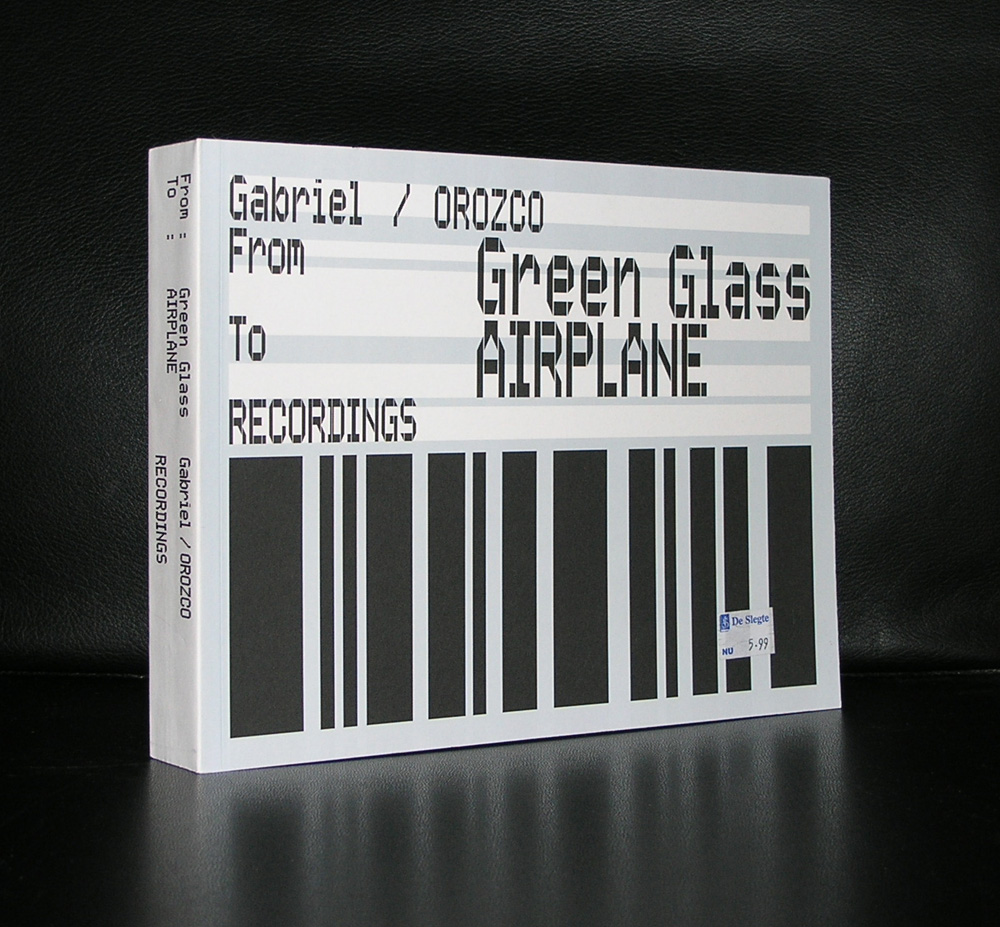 Gabriel / OROZCO
From Green Glass
To AIRPLANE
RECORDINGS
De Slegte
NU 5-99
From : Green Glass Gabriel / OROZCO
To : AIRPLANE RECORDINGS